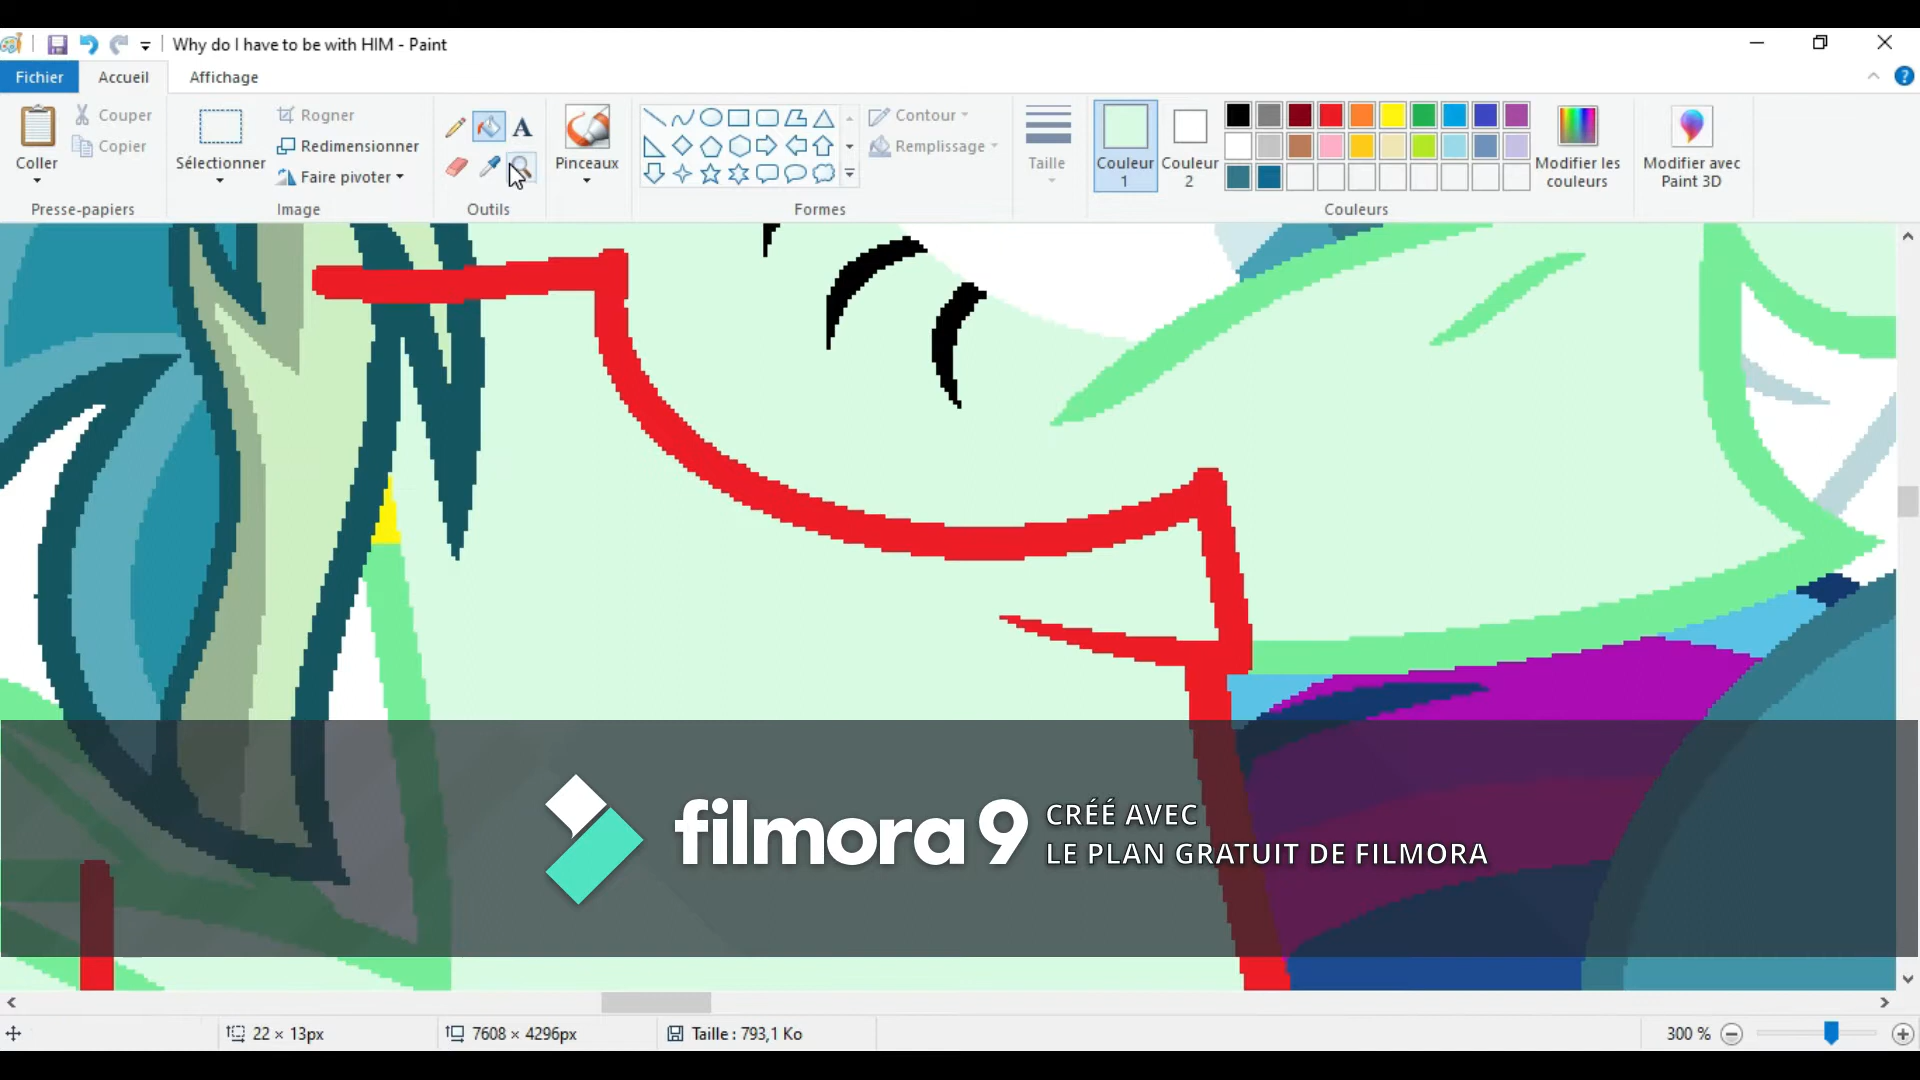 Why do I have to be with HIM - Paint
Fichier
Accueil
Affichage
Coller
Couper
Copier
Presse-papiers
Sélectionner
Rogner
Redimensionner
Faire pivoter
Image
A
Outils
Pinceaux
Contour
Remplissage
Formes
Taille
Couleur
1
Couleur
2
Modifier les
couleurs
Couleurs
Modifier avec
Paint 3D
filmora9
CRÉÉ AVEC
LE PLAN GRATUIT DE FILMORA
22 × 13px
7608 × 4296px
Taille : 793,1 Ko
300 %